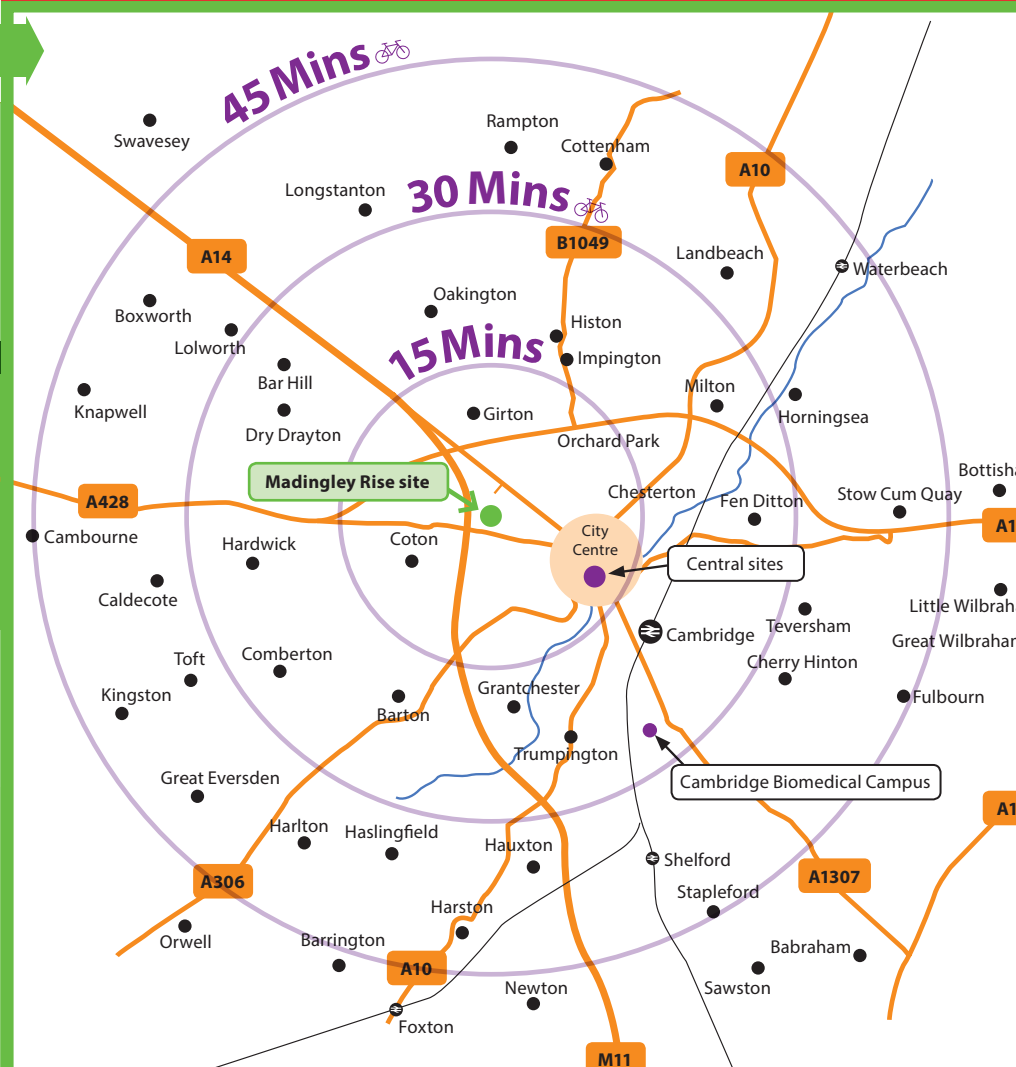 45 Mins
Swavesey
Rampton
Cottenham
A10
30 Mins
Longstanton
B1049
A14
Landbeach
Waterbeach
Oakington
Boxworth
Histon
Lolworth
15 Mins
Impington
Bar Hill
Milton
Knapwell
Girton
Horningsea
Dry Drayton
Orchard Park
Madingley Rise site
Chesterton
Bottisha
A428
Stow Cum Quay
Fen Ditton
A1
Cambourne
City
Centre
Hardwick
Coton
Central sites
Caldecote
Little Wilbrah
Teversham
Cambridge
Great Wilbraham
Comberton
Toft
Cherry Hinton
Kingston
Grantchester
Fulbourn
Barton
Trumpington
Great Eversden
Cambridge Biomedical Campus
A1
Harlton
Haslingfield
Hauxton
Shelford
A306
A1307
Stapleford
Harston
Orwell
Barrington
Babraham
A10
Newton
Sawston
Foxton
M11